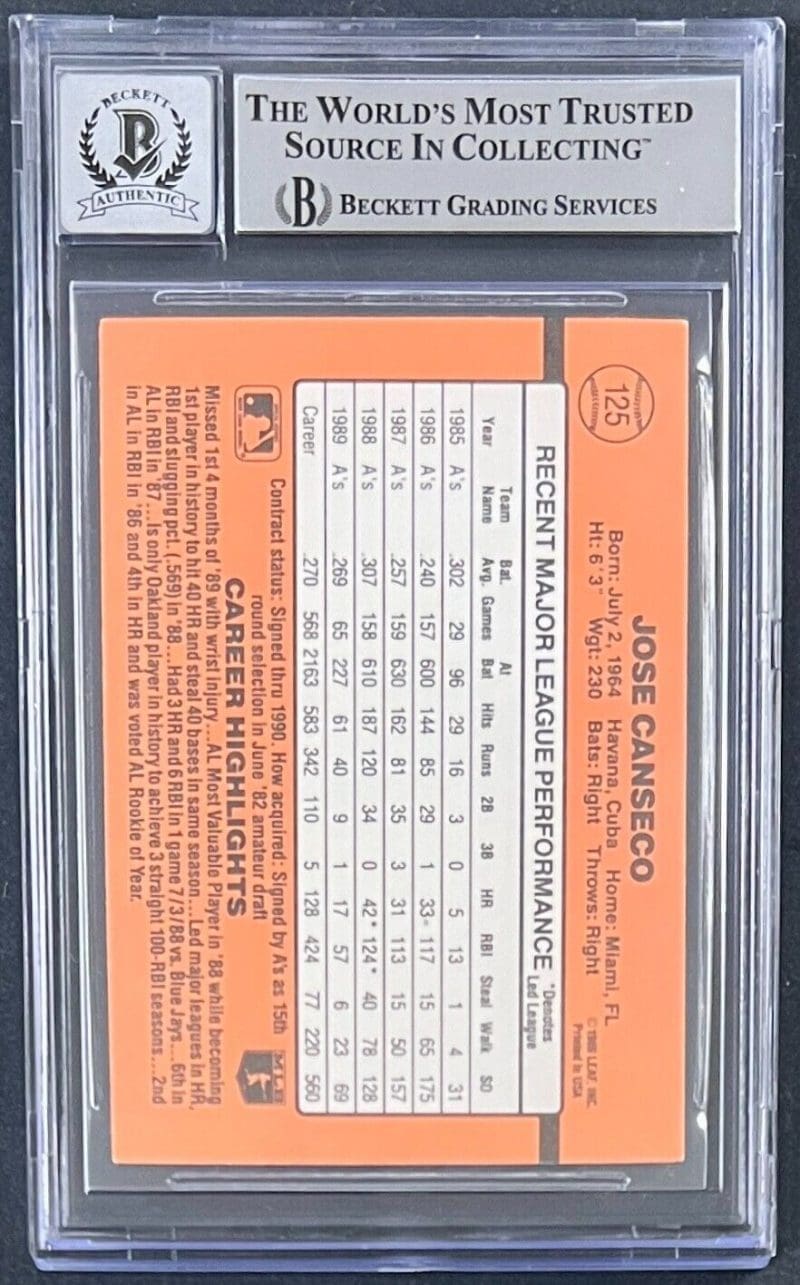 BECKETT
B
AUTHENTIC
THE WORLD'S MOST TRUSTED
SOURCE IN COLLECTING™
(B) BECKETT GRADING SERVICES
125
JOSE CANSECO
Born: July 2, 1964 Havana, Cuba Home: Miami, FL
Ht: 6'3" Wgt: 230 Bats: Right Throws: Right
LEAF, INC.
Printed in USA
RECENT MAJOR LEAGUE PERFORMANCE *Denotes
Led League
Team Bat. At
Year Name Avg. Games Bat Hits Runs 2B 3B HR RBI Steal Walk SO
1985 A's .302 29 96 29 16 3 0 5 13 1 4 31
1986 A's .240 157 600 144 85 29 1 33 117 15 65 175
1987 A's .257 159 630 162 81 35 3 31 113 15 50 157
1988 A's .307 158 610 187 120 34 0 42* 124* 40 78 128
1989 A's .269 65 227 61 40 9 1 17 57 6 23 69
Career .270 568 2163 583 342 110 5 128 424 77 220 560
Contract status: Signed thru 1990. How acquired: Signed by A's as 15th
round selection in June '82 amateur draft
CAREER HIGHLIGHTS
Missed 1st 4 months of '89 with wrist injury...AL Most Valuable Player in '88 while becoming
1st player in history to hit 40 HR and steal 40 bases in same season...Led major leagues in HR,
RBI and slugging pct. (.569) in '88...Had 3 HR and 6 RBI in 1 game 7/3/88 vs. Blue Jays...6th in
AL in RBI in '87...Is only Oakland player in history to achieve 3 straight 100-RBI seasons...2nd
in AL in RBI in '86 and 4th in HR and was voted AL Rookie of Year.